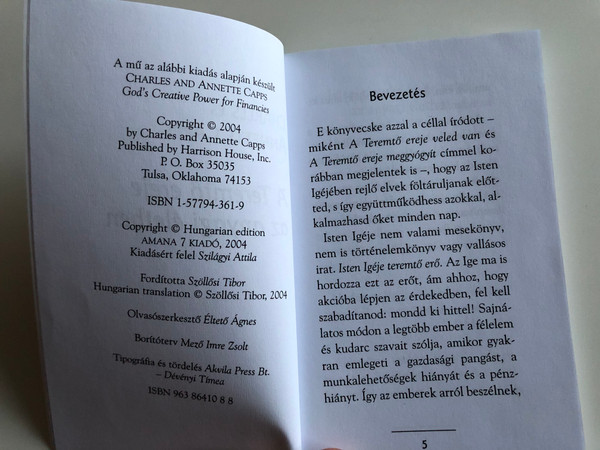 A mű az alábbi kiadás alapján készült
CHARLES AND ANNETTE CAPPS
God's Creative Power for Financies
Copyright © 2004
by Charles and Annette Capps
Published by Harrison House, Inc.
P. O. Box 35035
Tulsa, Oklahoma 74153
ISBN 1-57794-361-9
Copyright © Hungarian edition
AMANA 7 KIADÓ, 2004
Kiadásért felel Szilágyi Attila
Fordította Szöllősi Tibor
Hungarian translation © Szöllősi Tibor, 2004
Olvasószerkesztő Éltető Ágnes
Borítóterv Mező Imre Zsolt
Tipográfia és tördelés Akvila Press Bt.
– Dévényi Tímea
ISBN 963 86410 8 8
Bevezetés
E könyvecske azzal a céllal íródott –
miként A Teremtő ereje veled van és
A Teremtő ereje meggyógyít címmel ko-
rábban megjelentek is –, hogy az Isten
Igéjében rejlő elvek föltáruljanak előt-
ted, s így együttműködhess azokkal, al-
kalmazhasd őket minden nap.
Isten Igéje nem valami mesekönyv,
nem is történelemkönyv vagy vallásos
irat. Isten Igéje teremtő erő. Az Ige ma is
hordozza ezt az erőt, ám ahhoz, hogy
akcióba lépjen az érdekedben, fel kell
szabadítanod: mondd ki hittel! Sajná-
latos módon a legtöbb ember a félelem
és kudarc szavait szólja, amikor gyak-
ran emlegeti a gazdasági pangást, a
munkalehetőségek hiányát és a pénz-
hiányt. Így az emberek arról beszélnek,
5